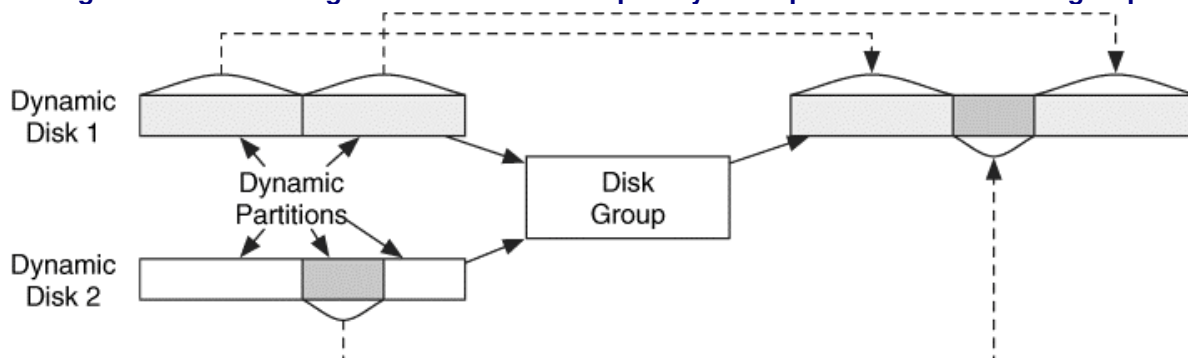 Dynamic
Disk 1
Dynamic
Partitions
Disk
Group
Dynamic
Disk 2